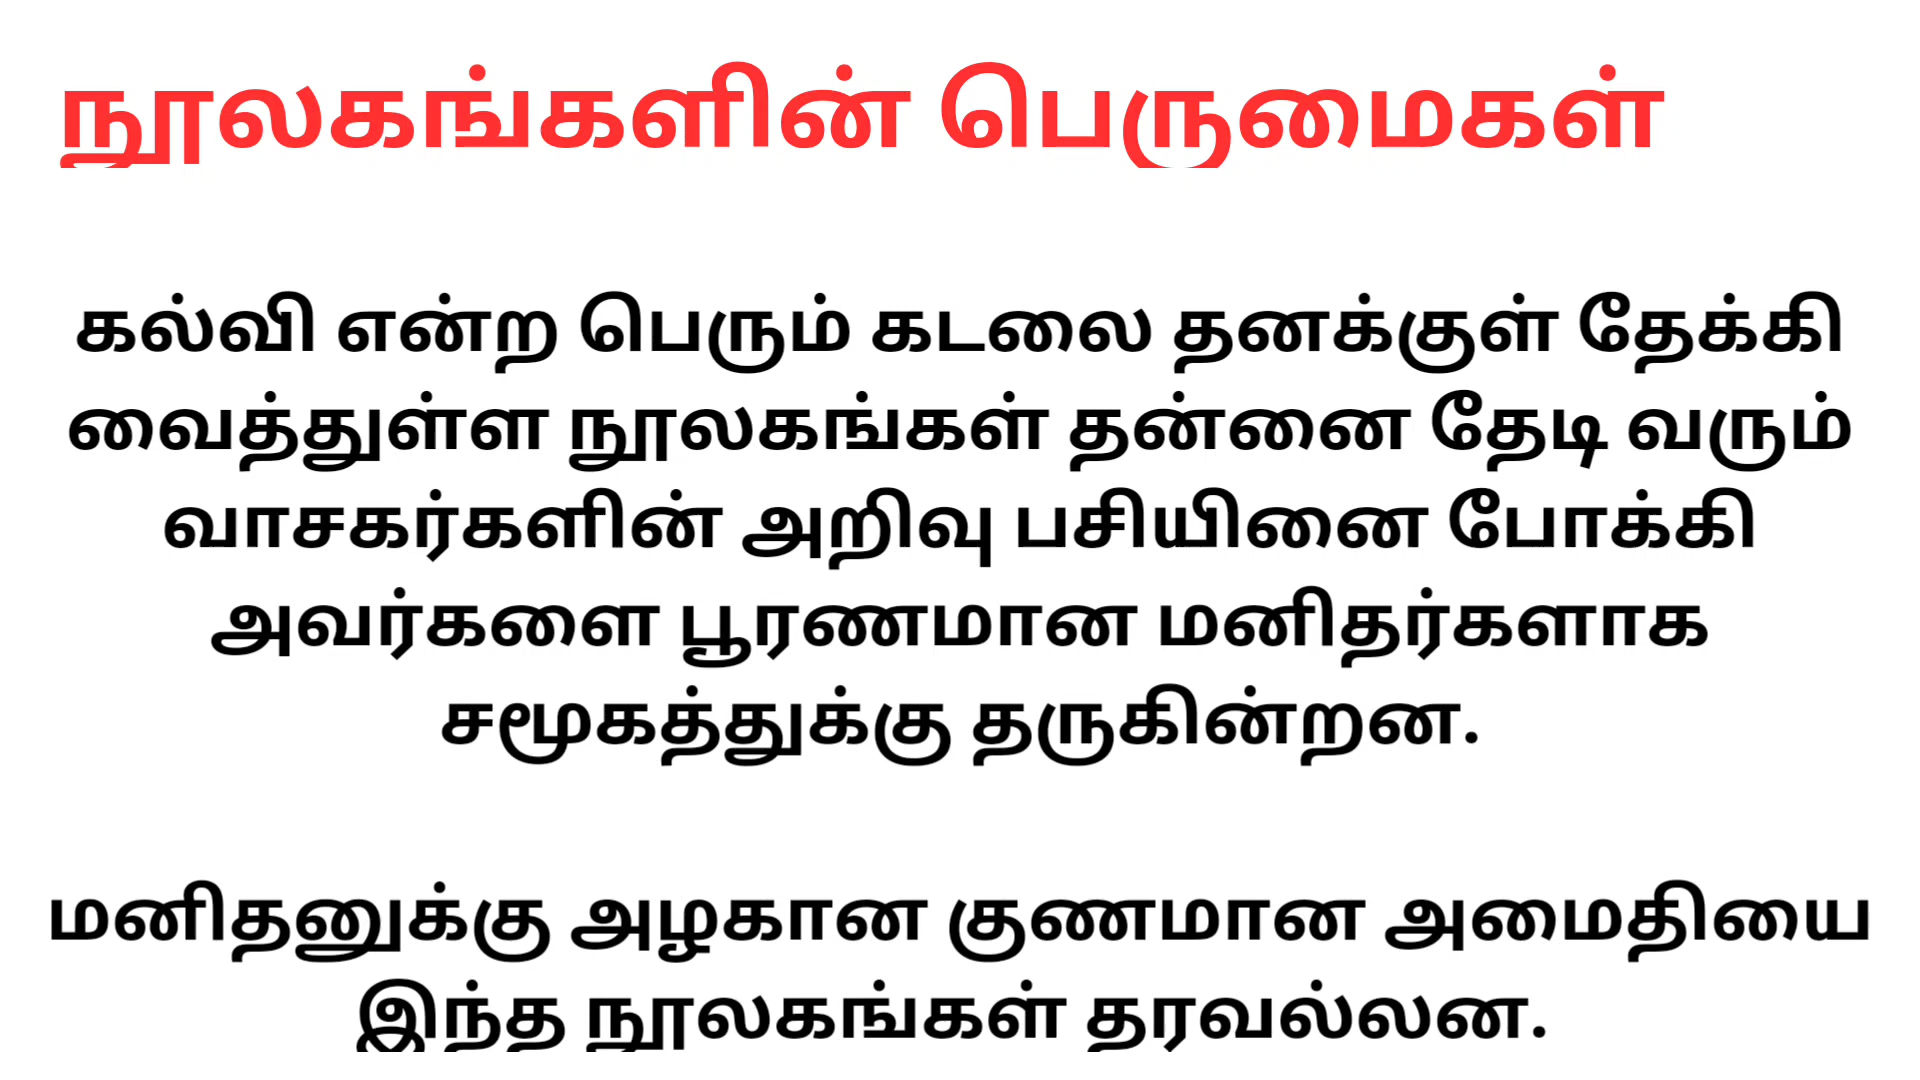 நூலகங்களின் பெருமைகள்
கல்வி என்ற பெரும் கடலை தனக்குள் தேக்கி
வைத்துள்ள நூலகங்கள் தன்னை தேடி வரும்
வாசகர்களின் அறிவு பசியினை போக்கி
அவர்களை பூரணமான மனிதர்களாக
சமூகத்துக்கு தருகின்றன.
மனிதனுக்கு அழகான குணமான அமைதியை
இந்த நூலகங்கள் தரவல்லன.